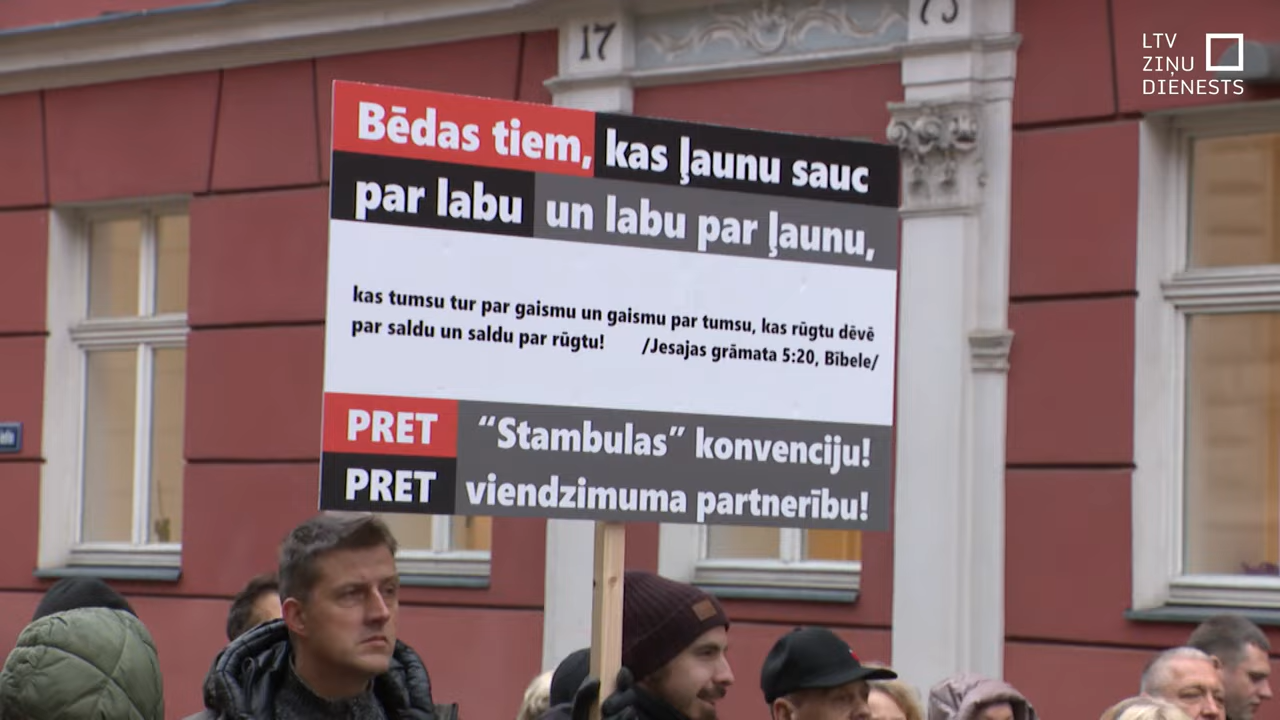 LTV
ZIŅU
DIENESTS
17
Bēdas tiem, kas ļaunu sauc
par labu un labu par ļaunu,
kas tumsu tur par gaismu un gaismu par tumsu, kas rūgtu dēvē
par saldu un saldu par rūgtu! /Jesajas grāmata 5:20, Bībele/
PRET "Stambulas" konvenciju!
PRET viendzimuma partnerību!